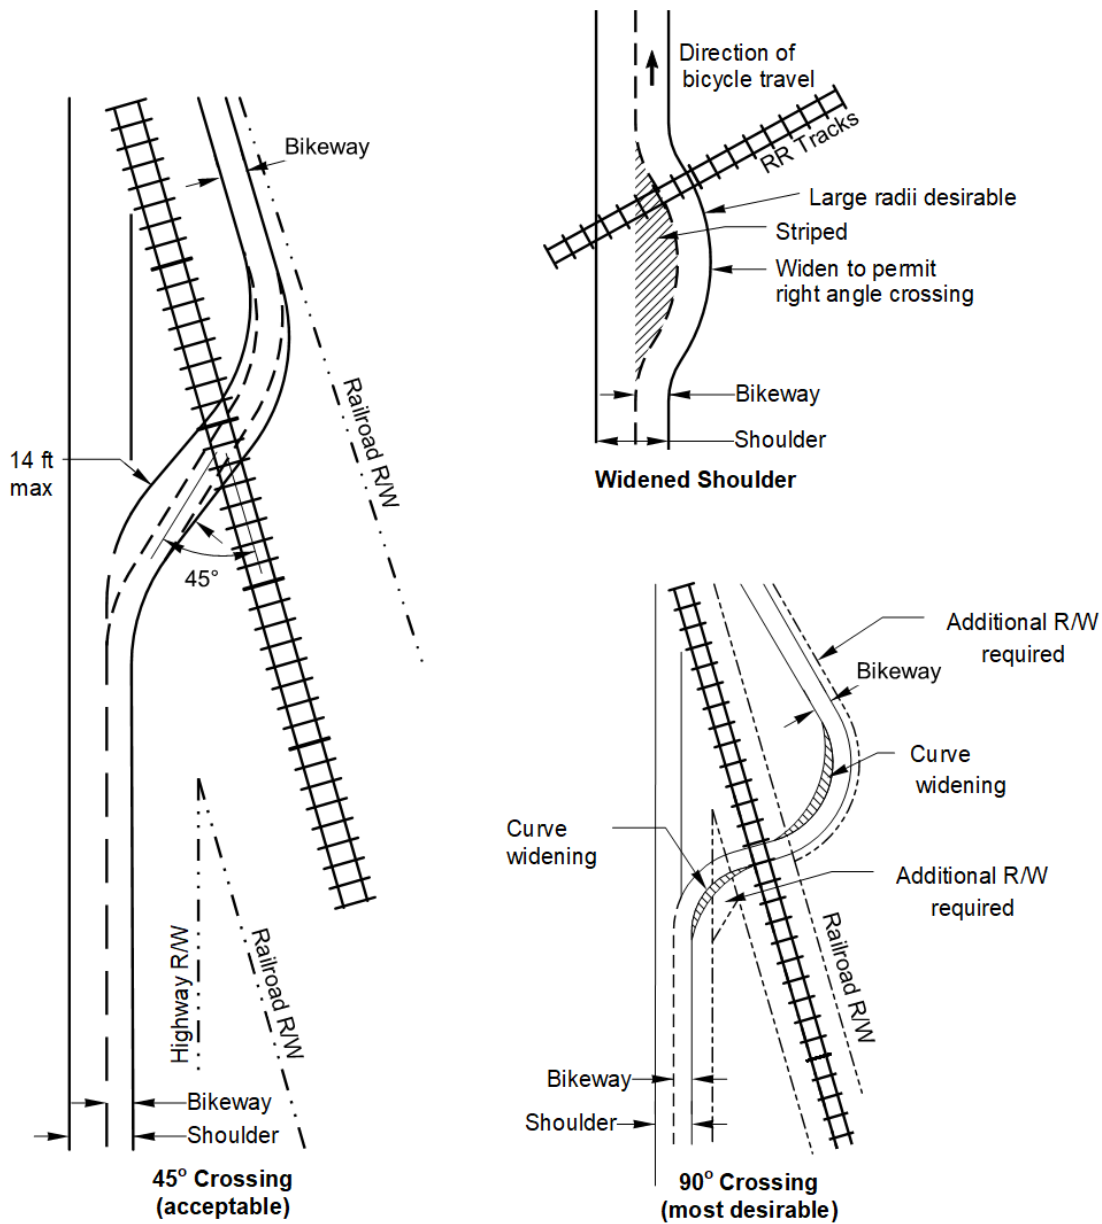 Bikeway
14 ft
max
45°
Railroad R/W
Highway R/W
Railroad R/W
Bikeway
Shoulder
45° Crossing
(acceptable)
Direction of
bicycle travel
RR Tracks
Large radii desirable
Striped
Widen to permit
right angle crossing
Bikeway
Shoulder
Widened Shoulder
Additional R/W
required
Bikeway
Curve
widening
Curve
widening
Additional R/W
required
Railroad R/W
Bikeway
Shoulder
90° Crossing
(most desirable)